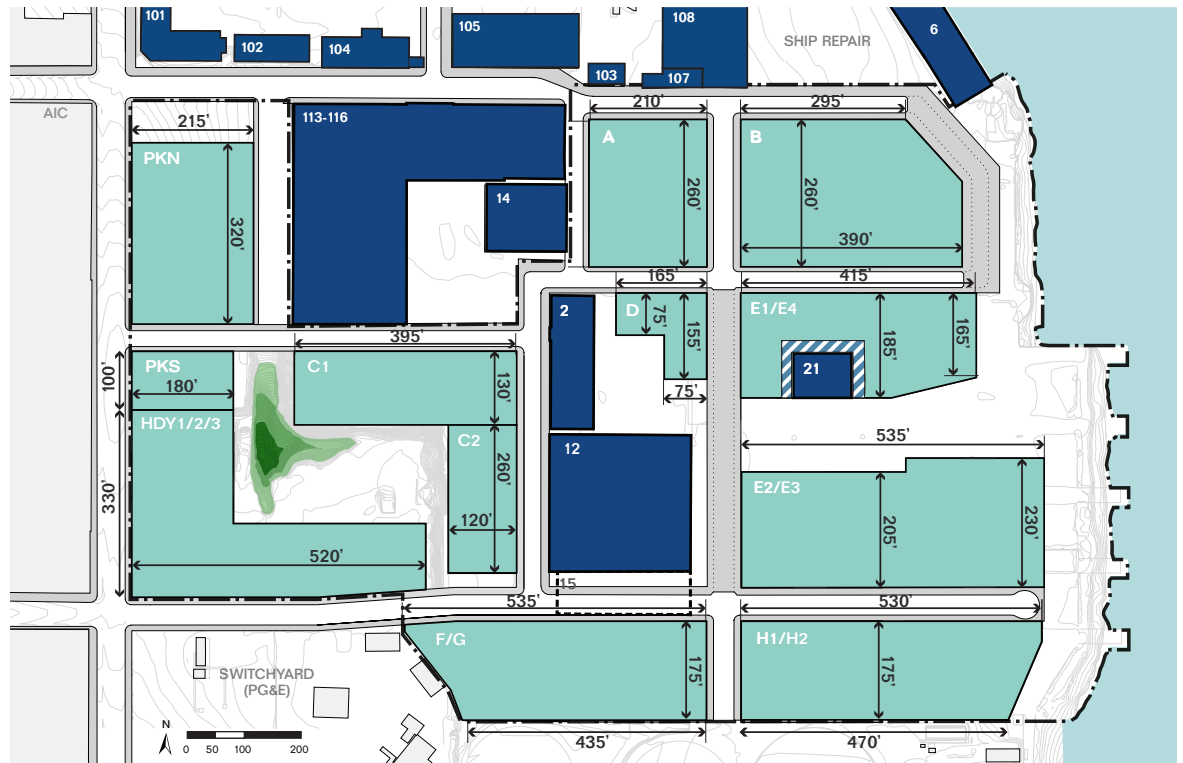 101
102
104
105
108
103
107
SHIP REPAIR
6
AIC
215'
PKN
320'
113-116
14
210'
A
260'
295'
B
260'
390'
165'
D
75'
155'
75'
415'
E1/E4
185'
165'
21
2
12
15
395'
C1
130'
C2
260'
120'
100'
PKS
180'
HDY1/2/3
330'
520'
535'
E2/E3
205'
230'
535'
F/G
175'
435'
530'
H1/H2
175'
470'
SWITCHYARD
(PG&E)
N
0 50 100 200